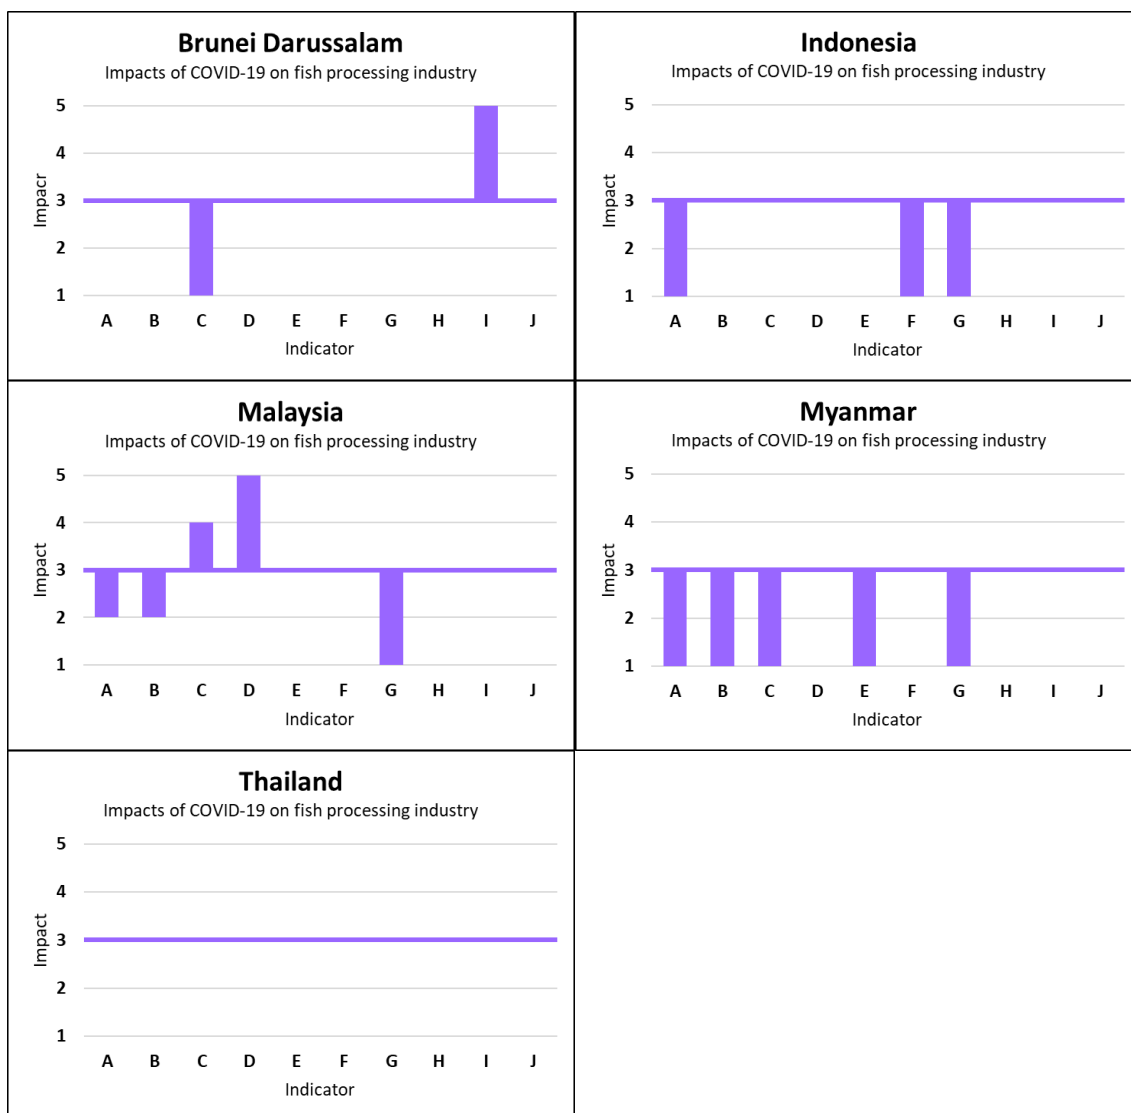 Brunei Darussalam
Impacts of COVID-19 on fish processing industry
5
4
3
2
1
Impacr
A B C D E F G H I J
Indicator
Indonesia
Impacts of COVID-19 on fish processing industry
5
4
3
2
1
Impact
A B C D E F G H I J
Indicator
Malaysia
Impacts of COVID-19 on fish processing industry
5
4
3
2
1
Impact
A B C D E F G H I J
Indicator
Myanmar
Impacts of COVID-19 on fish processing industry
5
4
3
2
1
Impact
A B C D E F G H I J
Indicator
Thailand
Impacts of COVID-19 on fish processing industry
5
4
3
2
1
Impact
A B C D E F G H I J
Indicator